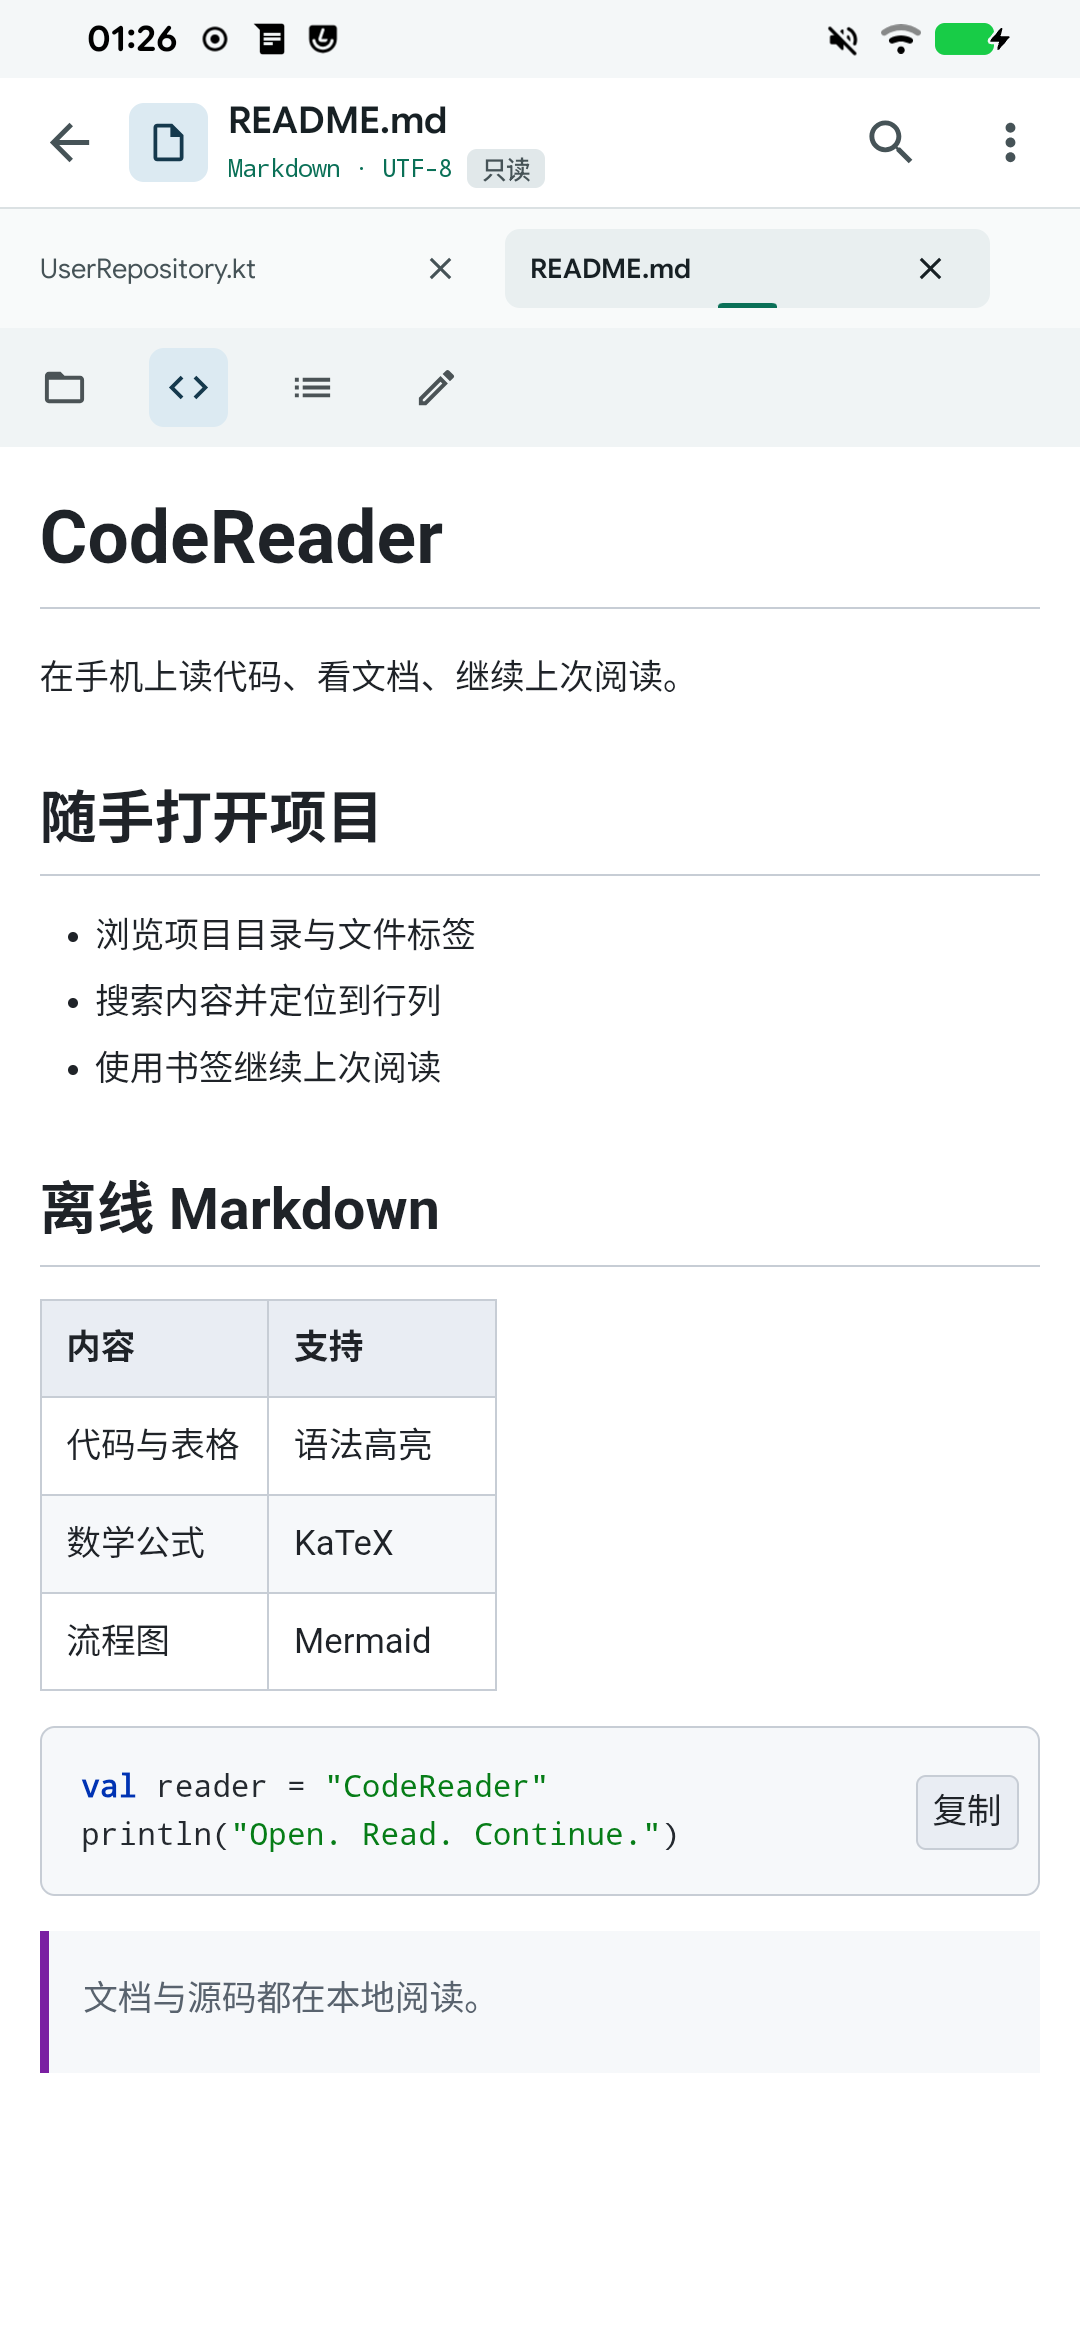 01:26
README.md
Markdown · UTF-8 只读
UserRepository.kt
README.md
CodeReader
在手机上读代码、看文档、继续上次阅读。
随手打开项目
• 浏览项目目录与文件标签
• 搜索内容并定位到行列
• 使用书签继续上次阅读
离线 Markdown
内容 支持
代码与表格 语法高亮
数学公式 KaTeX
流程图 Mermaid
val reader = "CodeReader"
println("Open. Read. Continue.")
复制
文档与源码都在本地阅读。